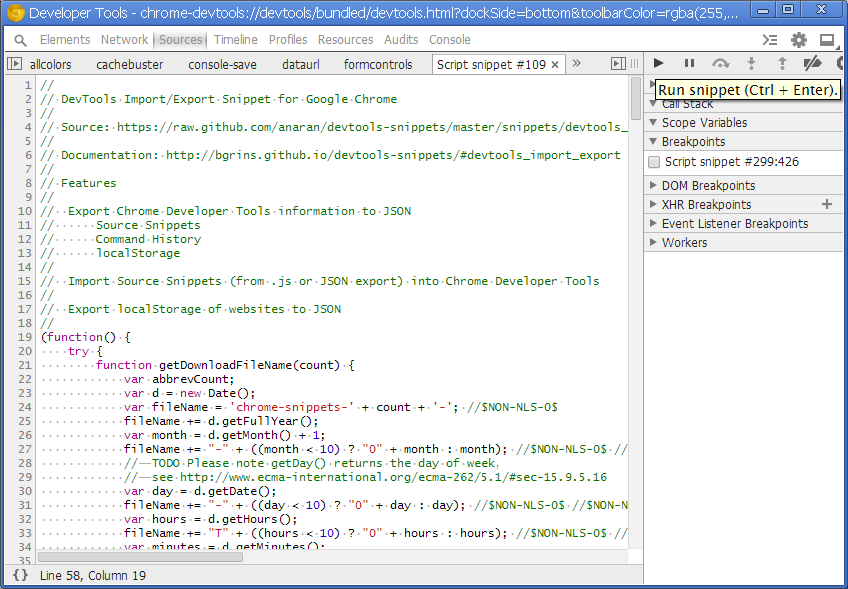 Developer Tools - chrome-devtools://devtools/bundled/devtools.html?dockSide=bottom&toolbarColor=rgba(255,...
Elements Network Sources Timeline Profiles Resources Audits Console
allcolors cachebuster console-save dataurl formcontrols Script snippet #109 × »
1 //
2 // DevTools Import/Export Snippet for Google Chrome
3 //
4 // Source: https://raw.github.com/anaran/devtools-snippets/master/snippets/devtools_
5 //
6 // Documentation: http://bgrins.github.io/devtools-snippets/#devtools_import_export
7 //
8 // Features
9 //
10 // Export Chrome Developer Tools information to JSON
11 // Source Snippets
12 // Command History
13 // localStorage
14 //
15 // Import Source Snippets (from .js or JSON export) into Chrome Developer Tools
16 //
17 // Export localStorage of websites to JSON
18 //
19 (function() {
20 try {
21 function getDownloadFileName(count) {
22 var abbrevCount;
23 var d = new Date();
24 var fileName = 'chrome-snippets-' + count + '-'; //$NON-NLS-0$
25 fileName += d.getFullYear();
26 var month = d.getMonth() + 1;
27 fileName += "-" + ((month < 10) ? "0" + month : month); //$NON-NLS-0$ //
28 // TODO Please note getDay() returns the day of week,
29 // see http://www.ecma-international.org/ecma-262/5.1/#sec-15.9.5.16
30 var day = d.getDate();
31 fileName += "-" + ((day < 10) ? "0" + day : day); //$NON-NLS-0$ //$NON-N
32 var hours = d.getHours();
33 fileName += "T" + ((hours < 10) ? "0" + hours : hours); //$NON-NLS-0$ //
34 var minutes = d.getMinutes();
35
{} Line 58, Column 19
Run snippet (Ctrl + Enter).
Call Stack
Scope Variables
Breakpoints
Script snippet #299:426
DOM Breakpoints
XHR Breakpoints +
Event Listener Breakpoints
Workers